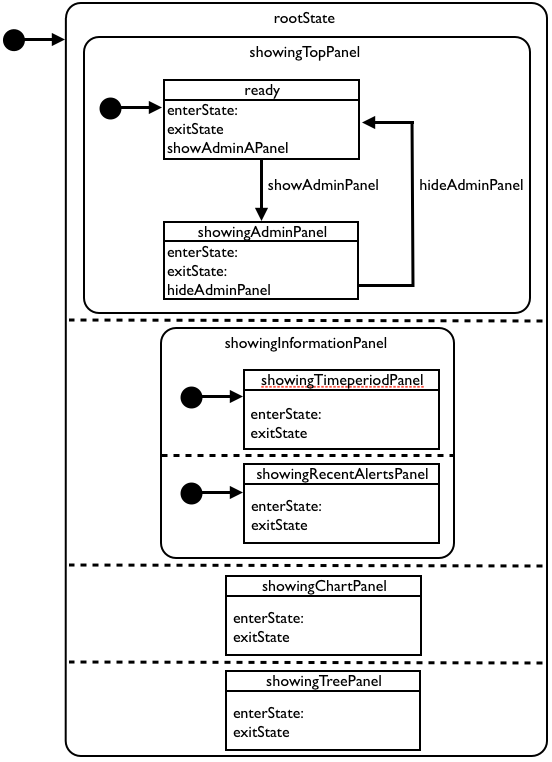 rootState
showingTopPanel
ready
enterState:
exitState
showAdminAPanel
showAdminPanel
hideAdminPanel
showingAdminPanel
enterState:
exitState:
hideAdminPanel
showingInformationPanel
showingTimeperiodPanel
enterState:
exitState
showingRecentAlertsPanel
enterState:
exitState
showingChartPanel
enterState:
exitState
showingTreePanel
enterState:
exitState